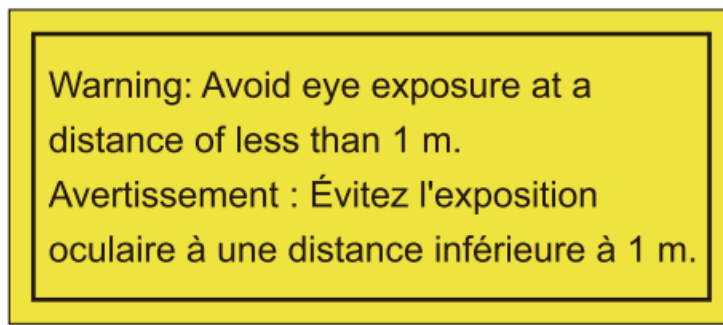 Warning: Avoid eye exposure at a
distance of less than 1 m.
Avertissement : Évitez l'exposition
oculaire à une distance inférieure à 1 m.